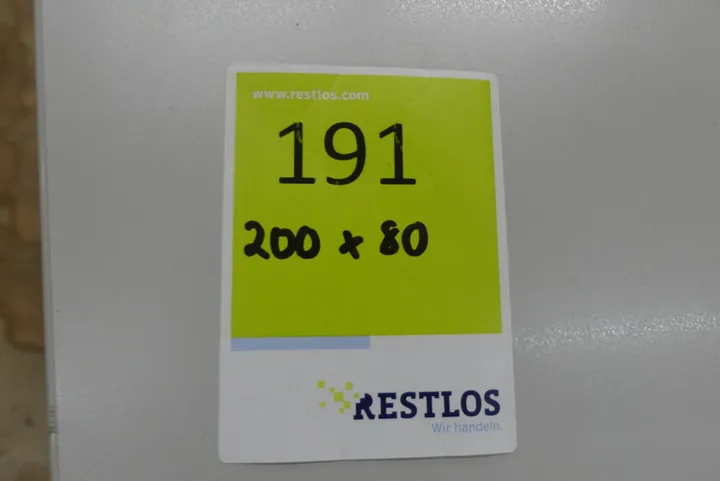 www.restlos.com
191
200 x 80
RESTLOS
Wir handeln.